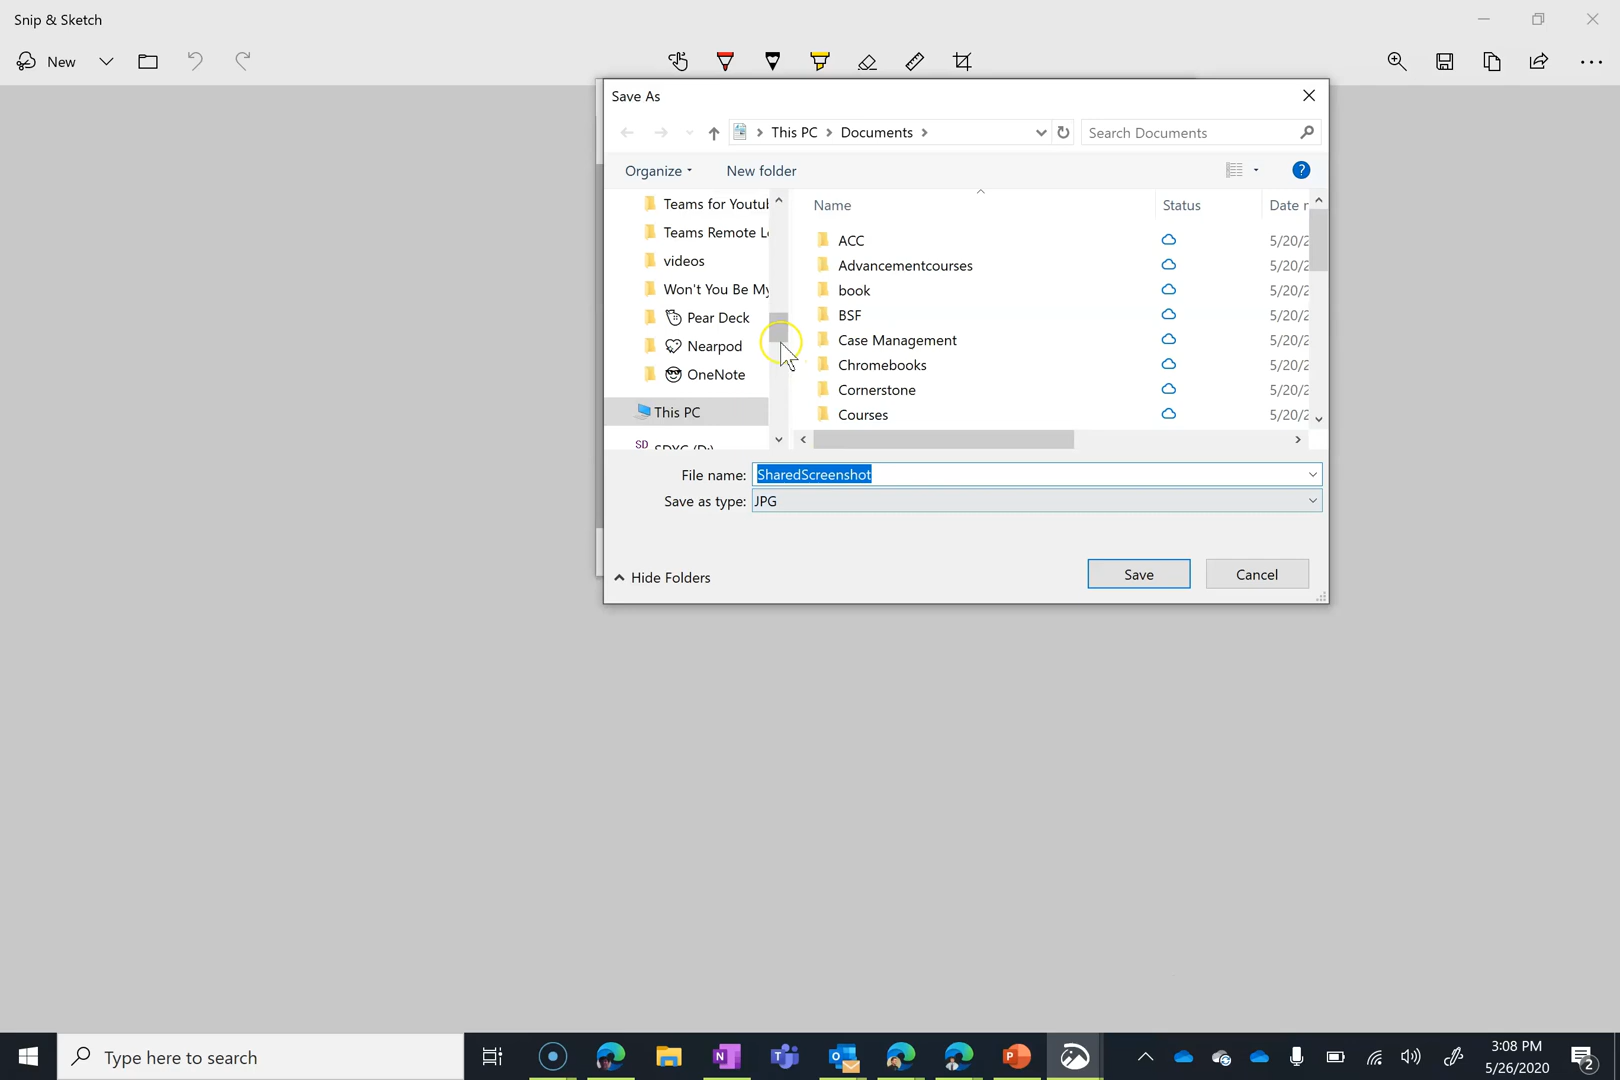 Snip & Sketch
New
Save As
This PC
Documents
Search Documents
Organize
New folder
?
Teams for Youtu
Teams Remote L
videos
Won't You Be My
Pear Deck
Nearpod
OneNote
This PC
Name
Status
Date
ACC
5/20/2
Advancementcourses
5/20/2
book
5/20/2
BSF
5/20/2
Case Management
5/20/2
Chromebooks
5/20/2
Cornerstone
5/20/2
Courses
5/20/2
File name: SharedScreenshot
Save as type: JPG
Hide Folders
Save
Cancel
Type here to search
3:08 PM
5/26/2020
2